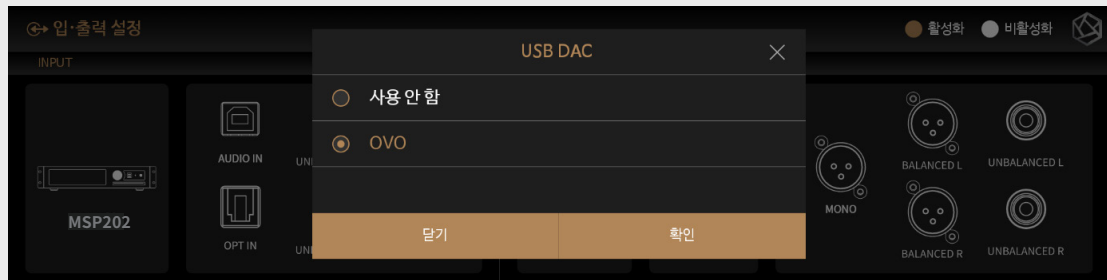 입·출력 설정
활성화
비활성화
INPUT
USB DAC
사용 안 함
OVO
닫기
확인
MSP202
AUDIO IN
OPT IN
MONO
BALANCED L
UNBALANCED L
BALANCED R
UNBALANCED R